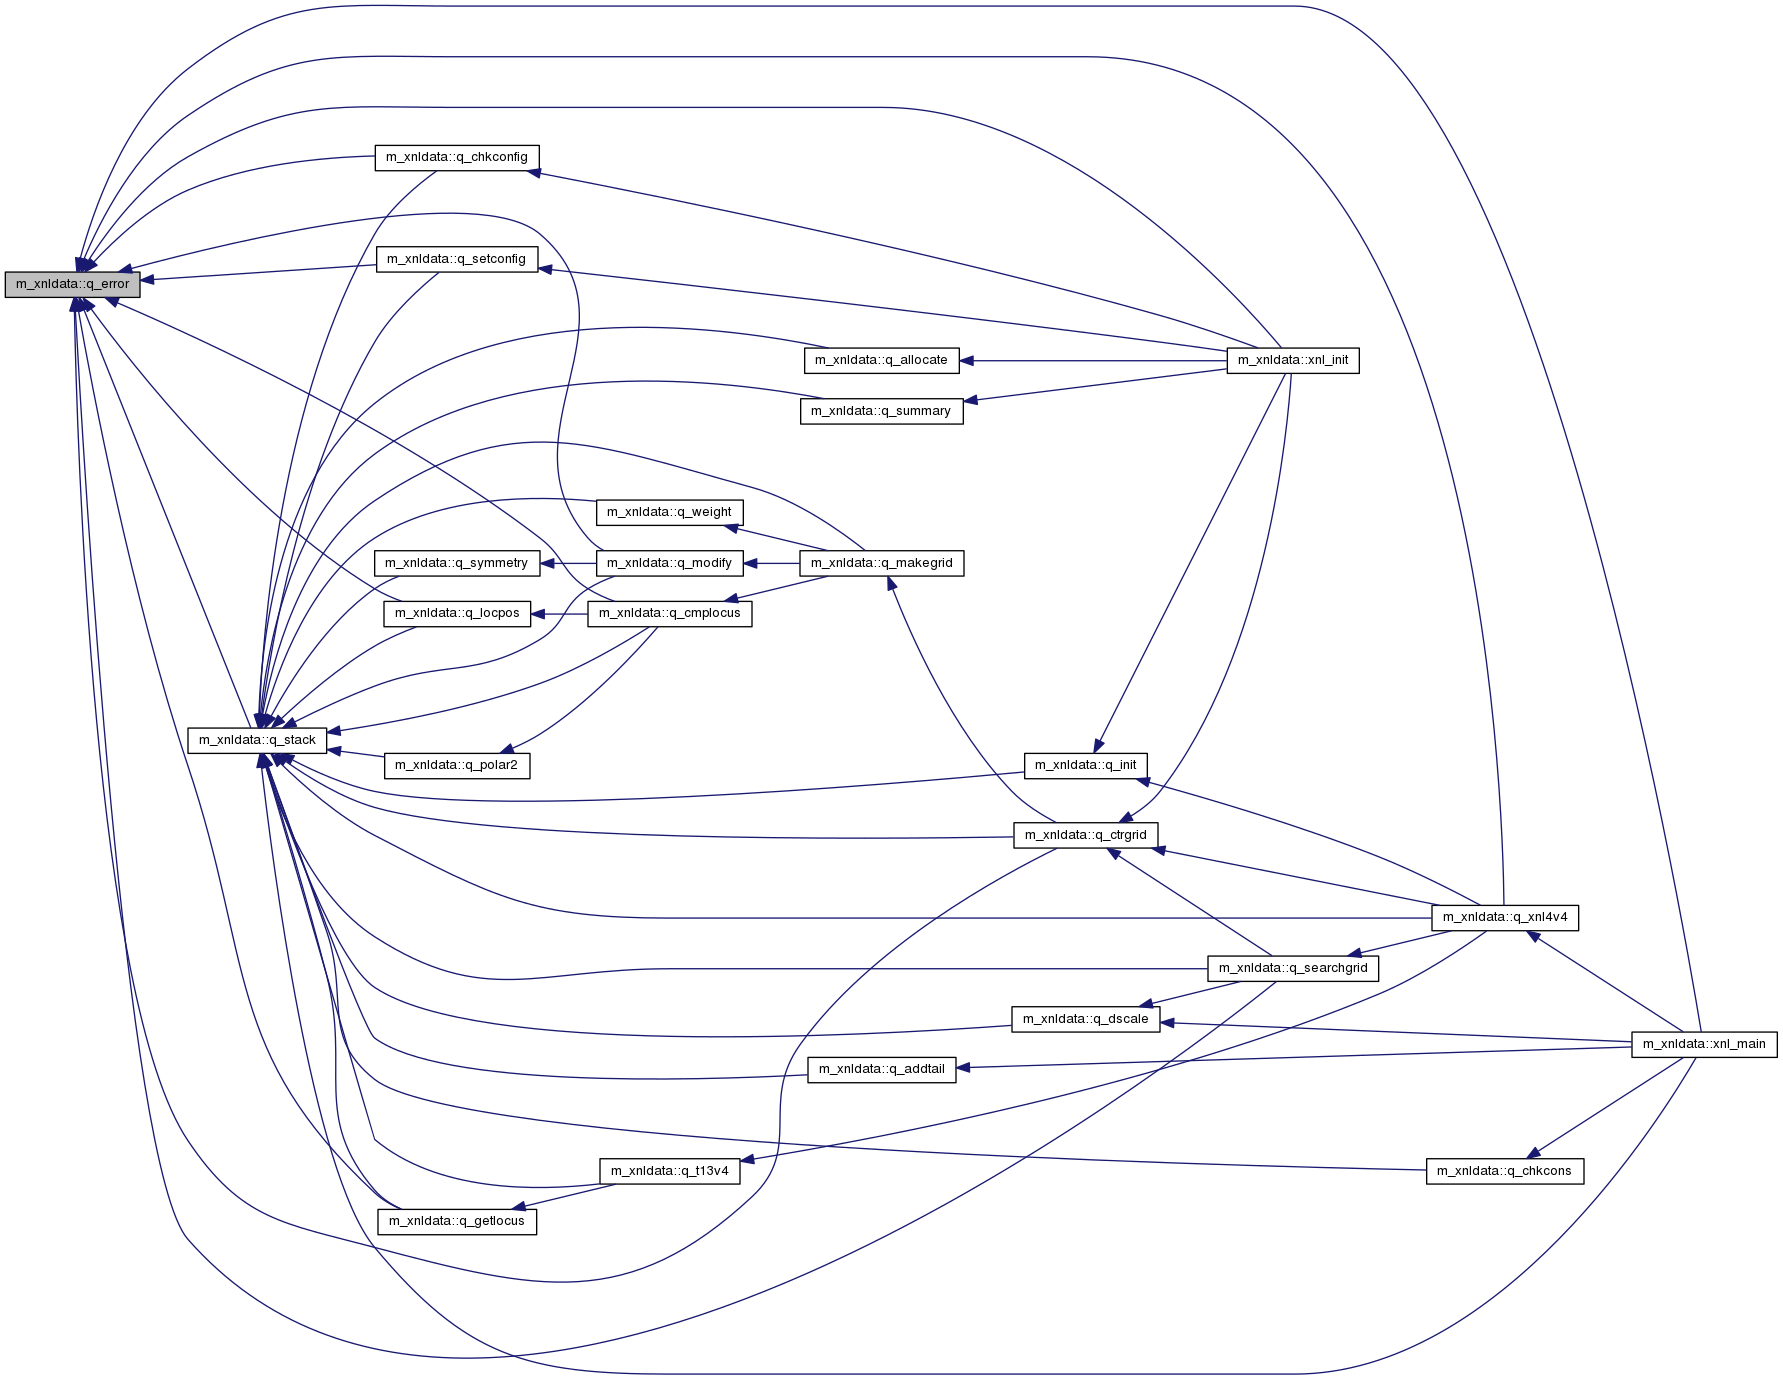 m_xnldata::q_chkconfig
m_xnldata::q_setconfig
m_xnldata::q_error
m_xnldata::q_allocate
m_xnldata::xnl_init
m_xnldata::q_summary
m_xnldata::q_weight
m_xnldata::q_symmetry
m_xnldata::q_modify
m_xnldata::q_makegrid
m_xnldata::q_locpos
m_xnldata::q_cmplocus
m_xnldata::q_stack
m_xnldata::q_polar2
m_xnldata::q_init
m_xnldata::q_ctrgrid
m_xnldata::q_xnl4v4
m_xnldata::q_searchgrid
m_xnldata::q_dscale
m_xnldata::xnl_main
m_xnldata::q_addtail
m_xnldata::q_t13v4
m_xnldata::q_chkcons
m_xnldata::q_getlocus